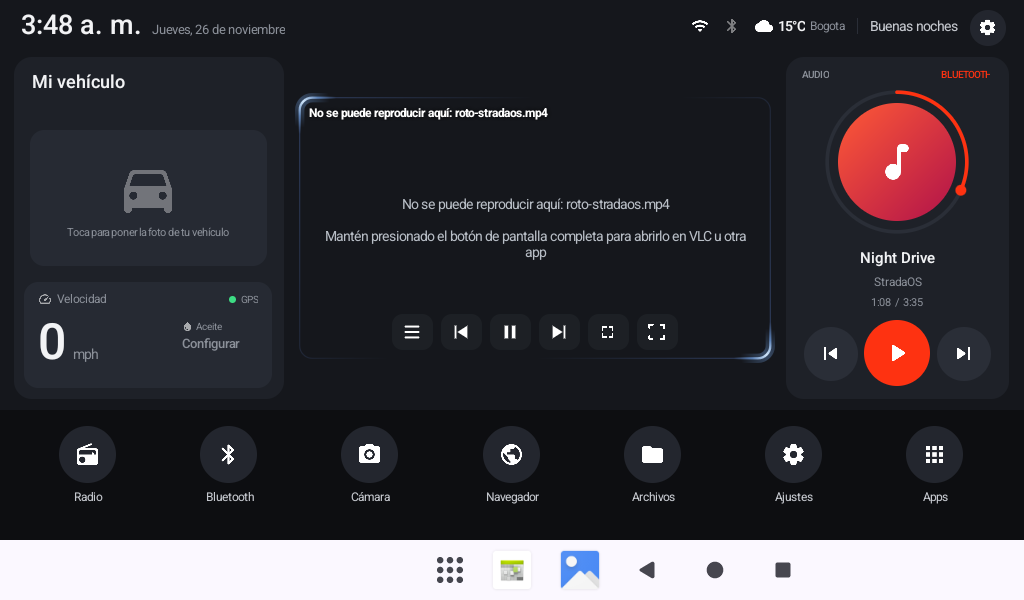 3:48 a. m. Jueves, 26 de noviembre
15°C Bogota
Buenas noches
Mi vehículo
Toca para poner la foto de tu vehículo
Velocidad
GPS
0 mph
Aceite
Configurar
No se puede reproducir aquí: roto-stradaos.mp4
No se puede reproducir aquí: roto-stradaos.mp4
Mantén presionado el botón de pantalla completa para abrirlo en VLC u otra
app
AUDIO
BLUETOOTH
Night Drive
StradaOS
1:08 / 3:35
Radio
Bluetooth
Cámara
Navegador
Archivos
Ajustes
Apps